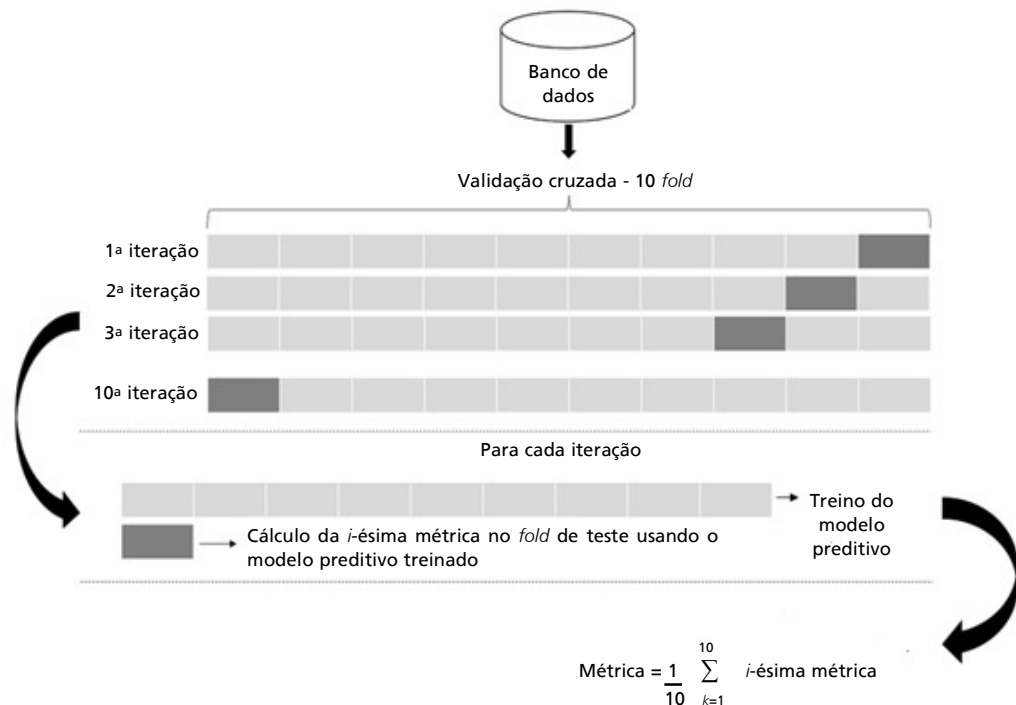 Banco de
dados
Validação cruzada - 10 fold
1ª iteração
2ª iteração
3ª iteração
10ª iteração
Para cada iteração
Treino do
modelo
preditivo
Cálculo da i-ésima métrica no fold de teste usando o
modelo preditivo treinado
10
Métrica = 1 ∑ i-ésima métrica
10 k=1